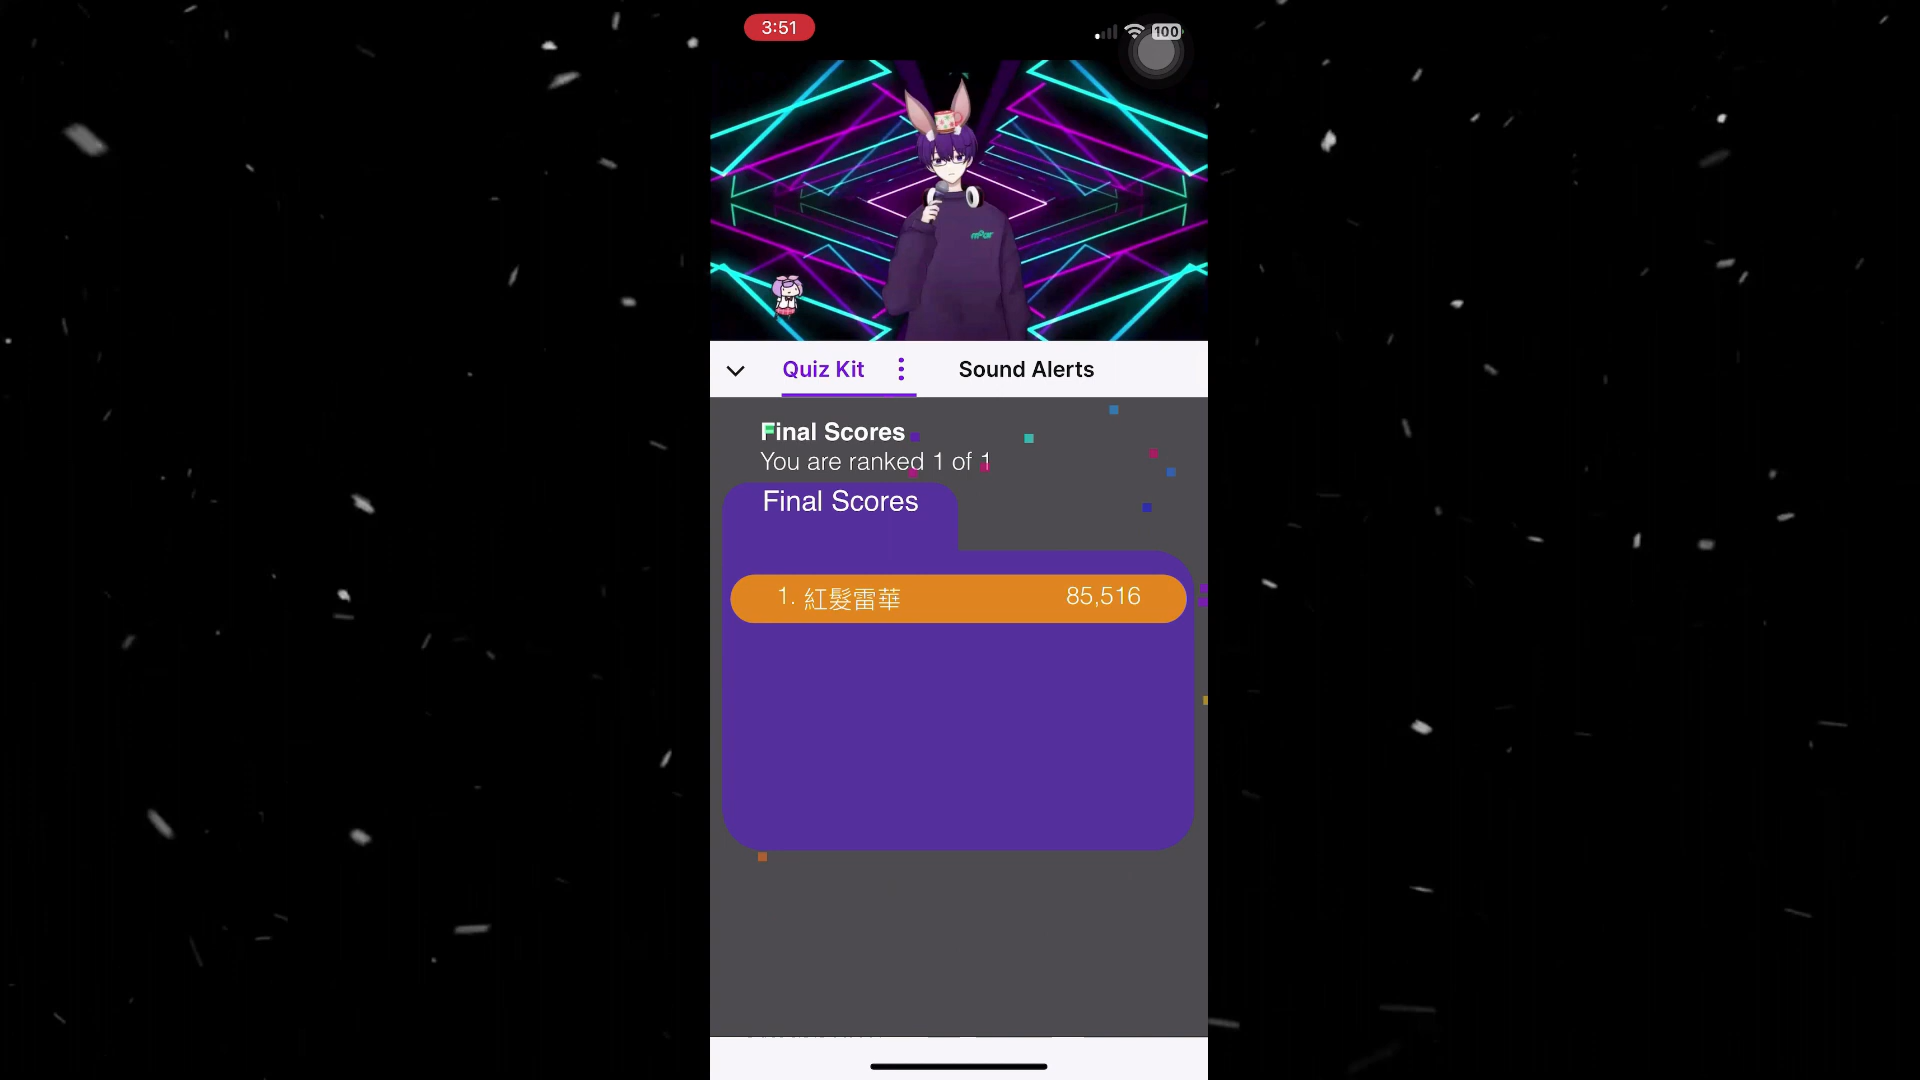 3:51
100
Quiz Kit
Sound Alerts
Final Scores
You are ranked 1 of 1
Final Scores
1. 紅髮雷華 85,516